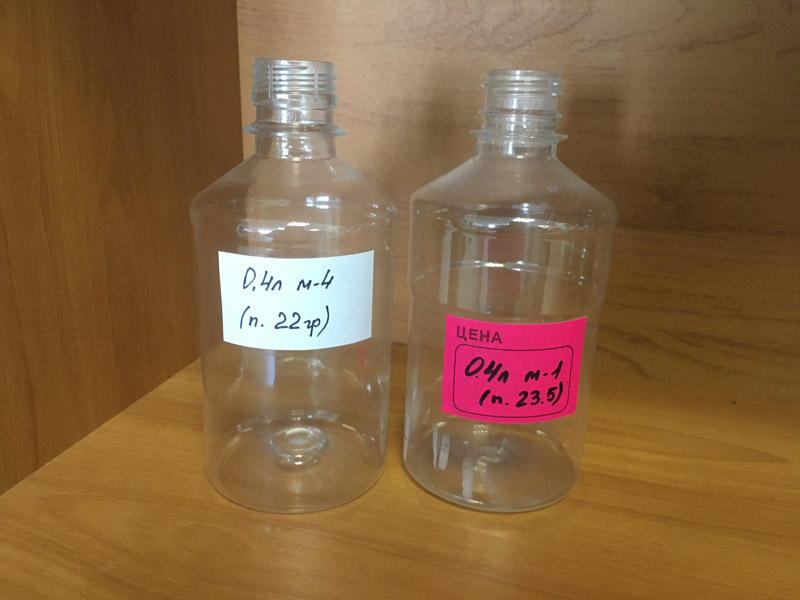 0,4л м-4
(п. 22гр)
ЦЕНА
0.4л м-1
(п. 23.5)